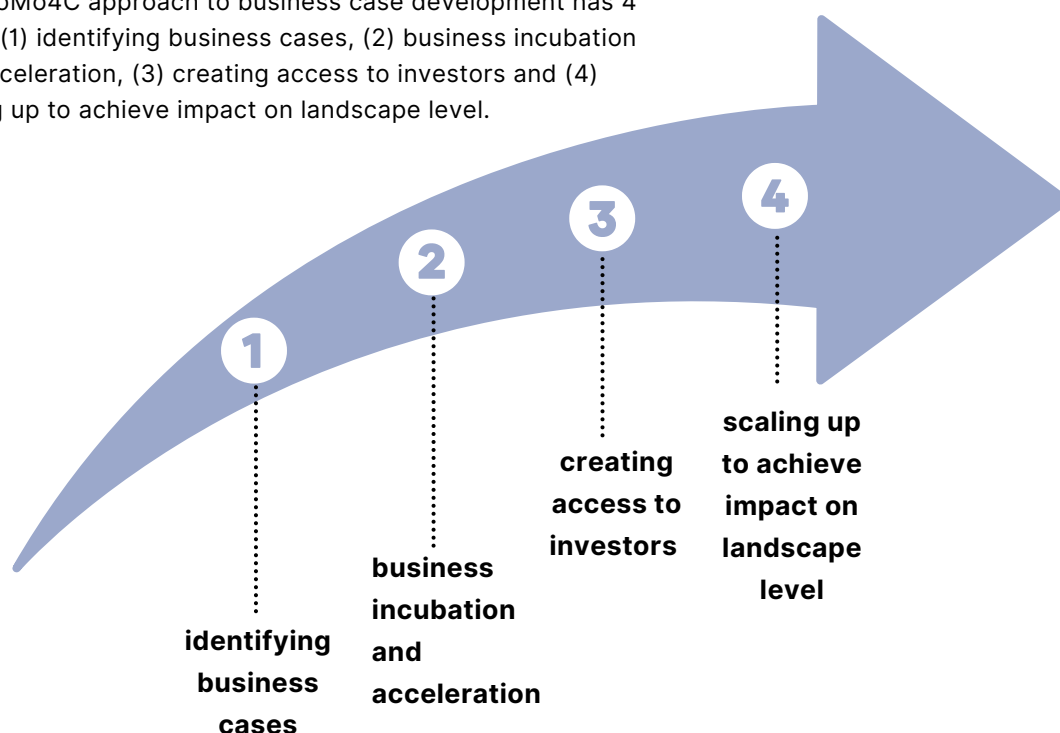 approach to business case development has 4
(1) identifying business cases, (2) business incubation
(3) creating access to investors and (4)
up to achieve impact on landscape level.
1
2
3
4
identifying
business
cases
business
incubation
and
acceleration
creating
access to
investors
scaling up
to achieve
impact on
landscape
level